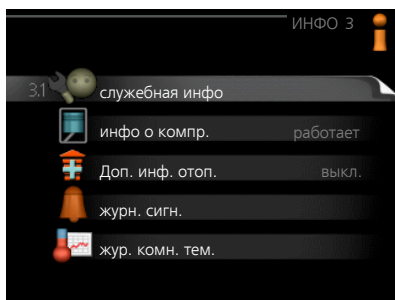 ИНФО 3
3.1 служебная инфо
инфо о компр. работает
Доп. инф. отоп. выкл.
журн. сигн.
жур. комн. тем.